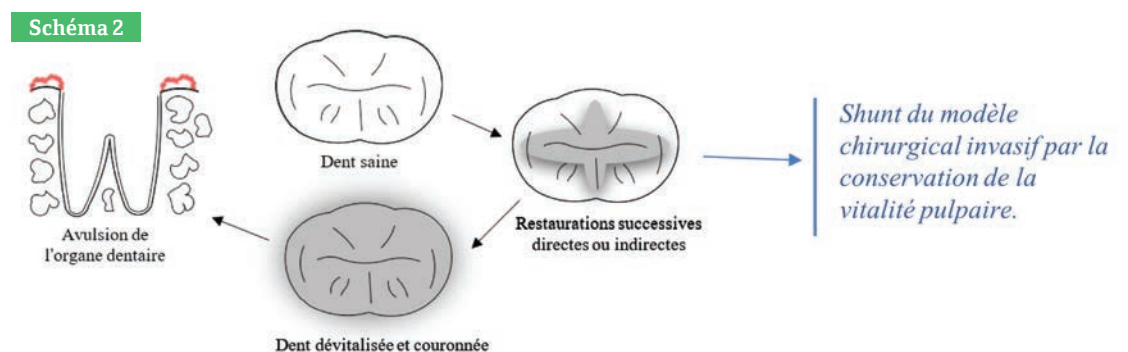 Schéma 2
Dent saine
Restaurations successives
directes ou indirectes
Shunt du modèle
chirurgical invasif par la
conservation de la
vitalité pulpaire.
Avulsion de
l'organe dentaire
Dent dévitalisée et couronnée